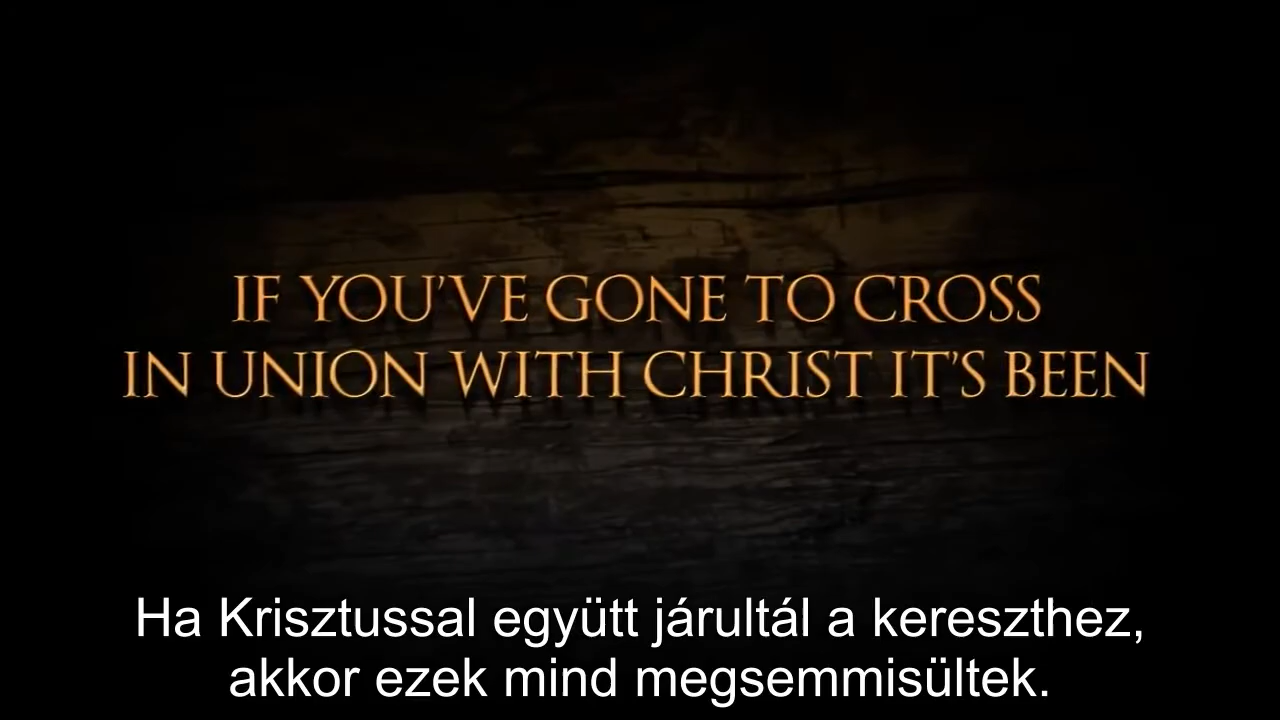 IF YOU'VE GONE TO CROSS
IN UNION WITH CHRIST IT'S BEEN
Ha Krisztussal együtt járultál a kereszthez,
akkor ezek mind megsemmisültek.